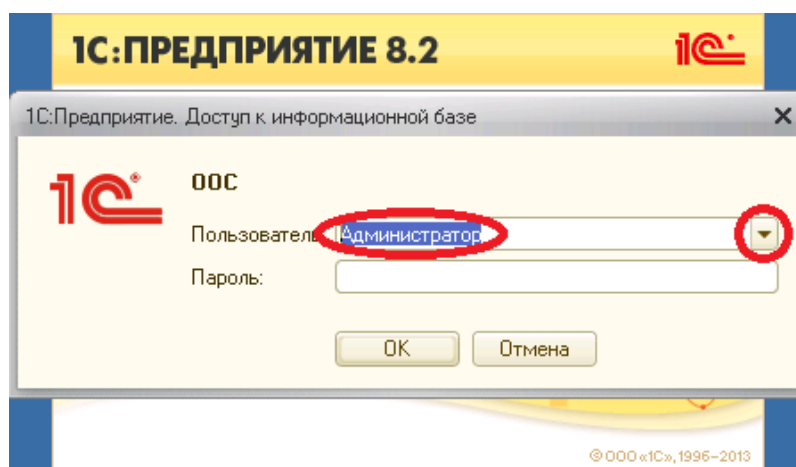 1С:ПРЕДПРИЯТИЕ 8.2
1С
1С:Предприятие. Доступ к информационной базе
1С
ООС
Пользователь
Администратор
Пароль:
OK
Отмена
© ООО «1С», 1996-2013